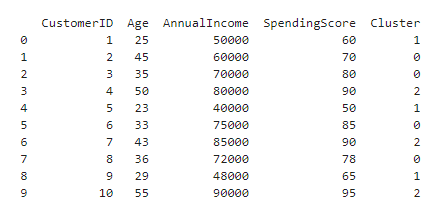 CustomerID Age AnnualIncome SpendingScore Cluster
0 1 25 50000 60 1
1 2 45 60000 70 0
2 3 35 70000 80 0
3 4 50 80000 90 2
4 5 23 40000 50 1
5 6 33 75000 85 0
6 7 43 85000 90 2
7 8 36 72000 78 0
8 9 29 48000 65 1
9 10 55 90000 95 2